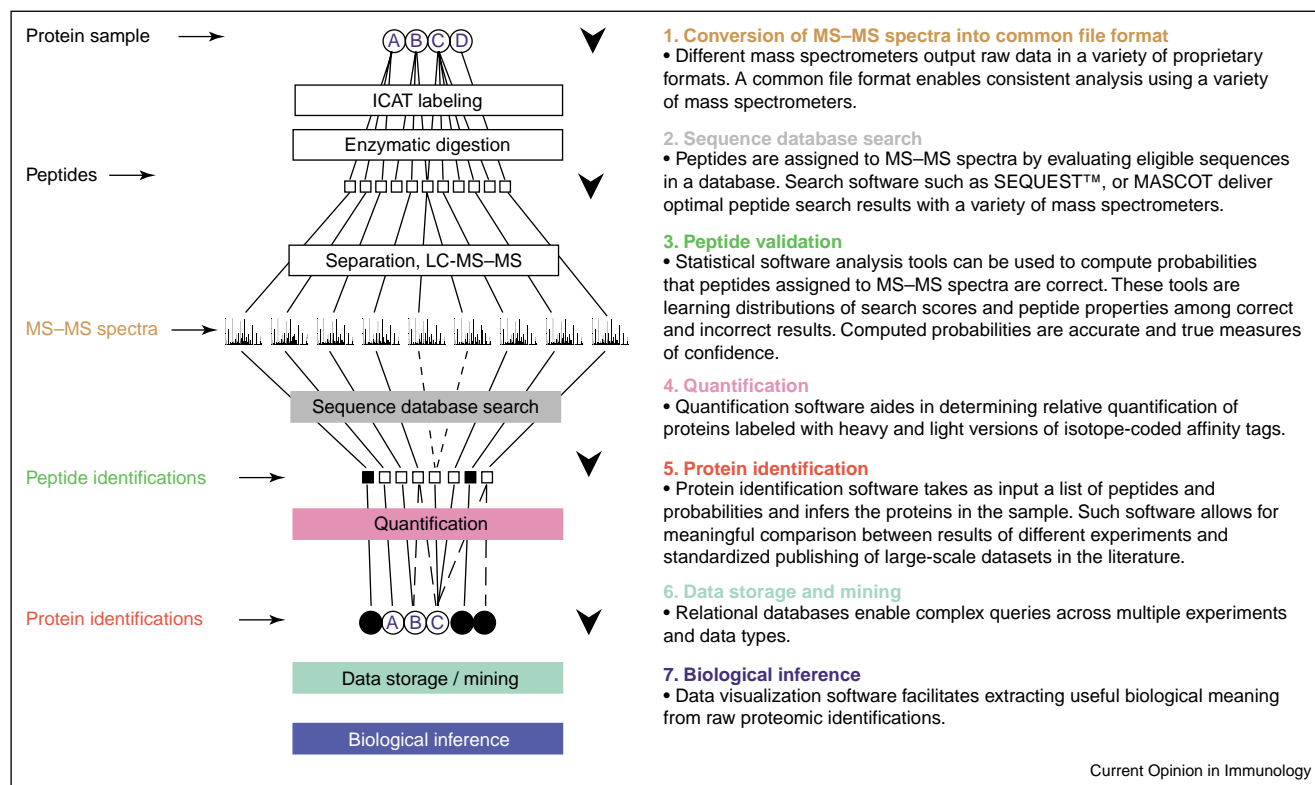 Protein sample
A B C D
ICAT labeling
Enzymatic digestion
Peptides
Separation, LC-MS–MS
MS–MS spectra
Sequence database search
Peptide identifications
Quantification
Protein identifications
A B C
Data storage / mining
Biological inference
1. Conversion of MS–MS spectra into common file format
• Different mass spectrometers output raw data in a variety of proprietary
formats. A common file format enables consistent analysis using a variety
of mass spectrometers.
2. Sequence database search
• Peptides are assigned to MS–MS spectra by evaluating eligible sequences
in a database. Search software such as SEQUEST™, or MASCOT deliver
optimal peptide search results with a variety of mass spectrometers.
3. Peptide validation
• Statistical software analysis tools can be used to compute probabilities
that peptides assigned to MS–MS spectra are correct. These tools are
learning distributions of search scores and peptide properties among correct
and incorrect results. Computed probabilities are accurate and true measures
of confidence.
4. Quantification
• Quantification software aides in determining relative quantification of
proteins labeled with heavy and light versions of isotope-coded affinity tags.
5. Protein identification
• Protein identification software takes as input a list of peptides and
probabilities and infers the proteins in the sample. Such software allows for
meaningful comparison between results of different experiments and
standardized publishing of large-scale datasets in the literature.
6. Data storage and mining
• Relational databases enable complex queries across multiple experiments
and data types.
7. Biological inference
• Data visualization software facilitates extracting useful biological meaning
from raw proteomic identifications.
Current Opinion in Immunology